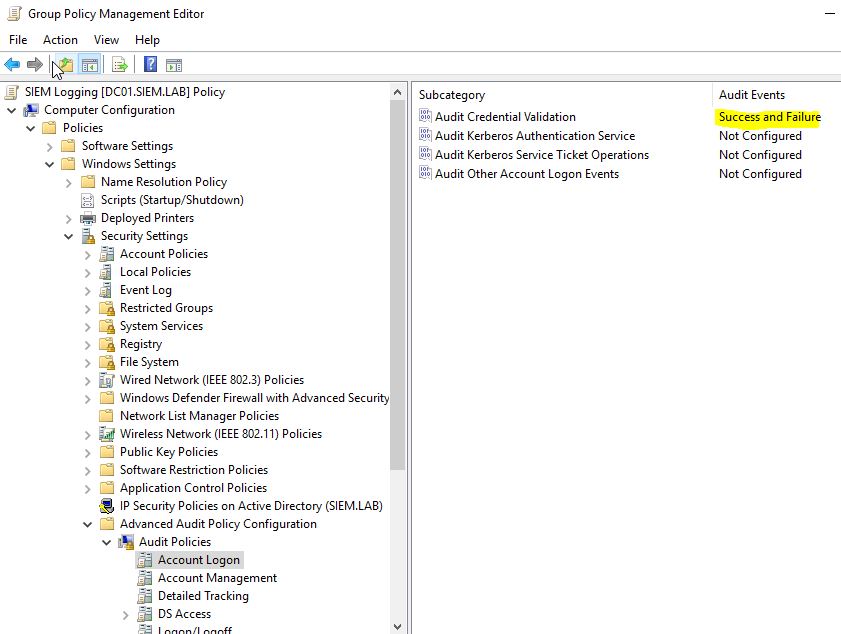 Group Policy Management Editor
File Action View Help
SIEM Logging [DC01.SIEM.LAB] Policy
Computer Configuration
Policies
Software Settings
Windows Settings
Name Resolution Policy
Scripts (Startup/Shutdown)
Deployed Printers
Security Settings
Account Policies
Local Policies
Event Log
Restricted Groups
System Services
Registry
File System
Wired Network (IEEE 802.3) Policies
Windows Defender Firewall with Advanced Security
Network List Manager Policies
Wireless Network (IEEE 802.11) Policies
Public Key Policies
Software Restriction Policies
Application Control Policies
IP Security Policies on Active Directory (SIEM.LAB)
Advanced Audit Policy Configuration
Audit Policies
Account Logon
Account Management
Detailed Tracking
DS Access
Logon/Logoff
Subcategory Audit Events
Audit Credential Validation Success and Failure
Audit Kerberos Authentication Service Not Configured
Audit Kerberos Service Ticket Operations Not Configured
Audit Other Account Logon Events Not Configured